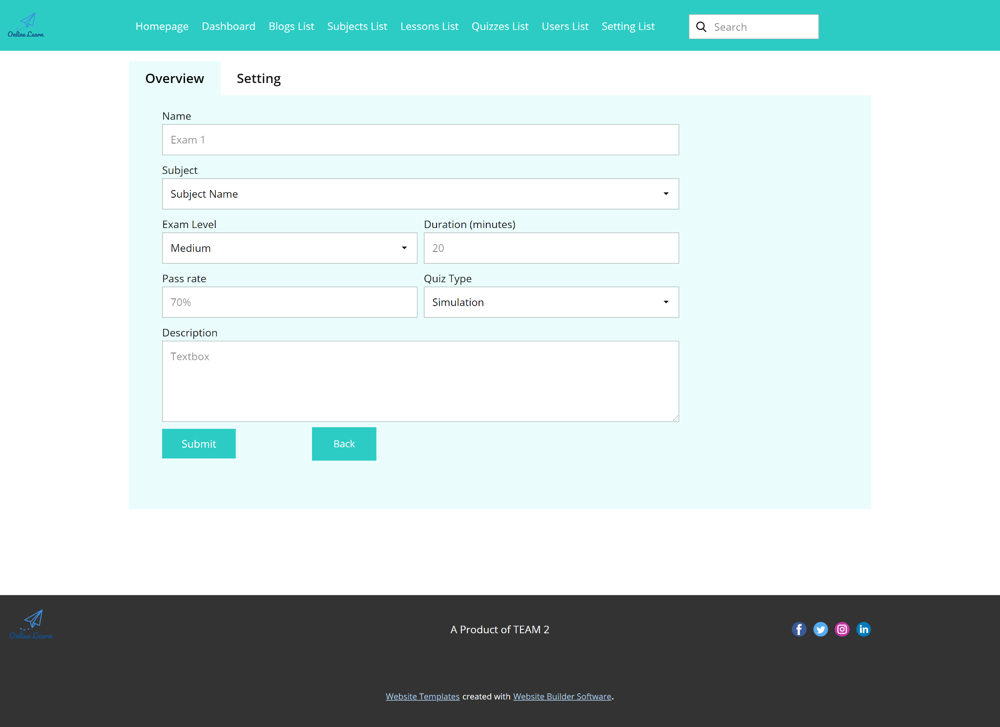 Online Learn
Homepage Dashboard Blogs List Subjects List Lessons List Quizzes List Users List Setting List Search
Overview Setting
Name
Exam 1
Subject
Subject Name
Exam Level Duration (minutes)
Medium 20
Pass rate Quiz Type
70% Simulation
Description
Textbox
Submit Back
Online Learn
A Product of TEAM 2
Website Templates created with Website Builder Software.